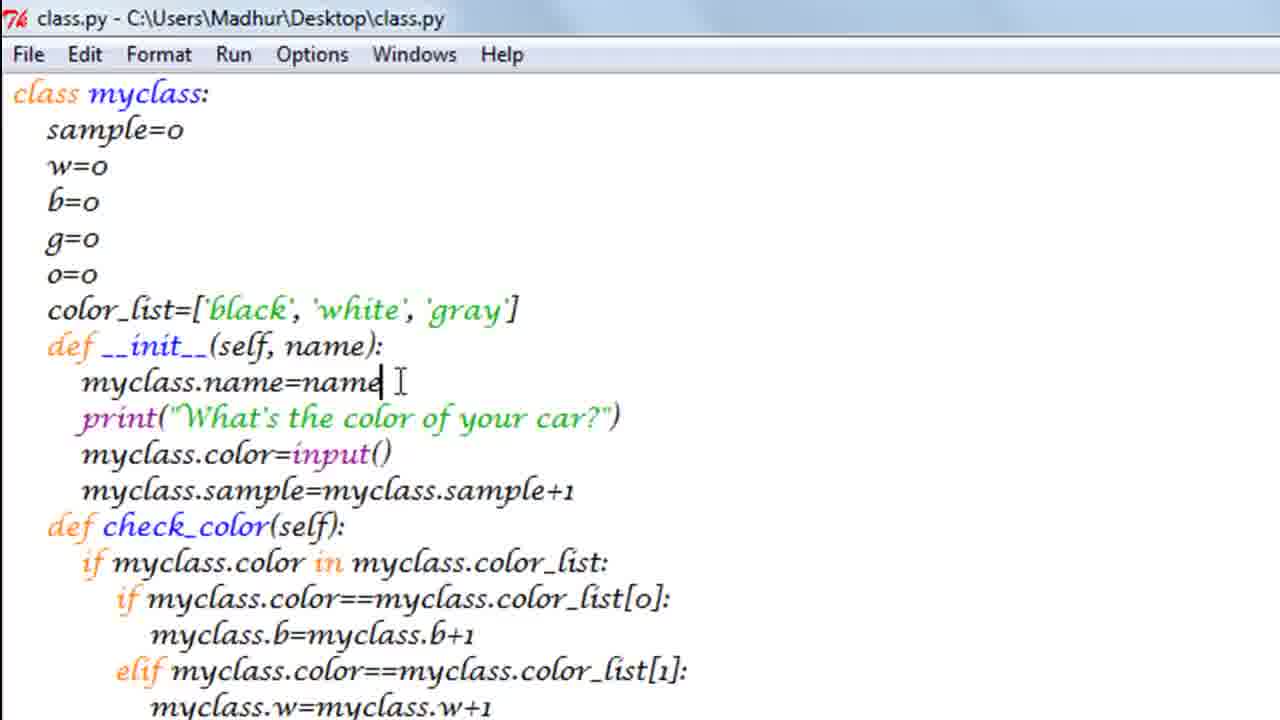 class.py - C:\Users\Madhur\Desktop\class.py
File Edit Format Run Options Windows Help
class myclass:
    sample=0
    w=0
    b=0
    g=0
    o=0
    color_list=['black', 'white', 'gray']
    def __init__(self, name):
        myclass.name=name
        print("What's the color of your car?")
        myclass.color=input()
        myclass.sample=myclass.sample+1
    def check_color(self):
        if myclass.color in myclass.color_list:
            if myclass.color==myclass.color_list[0]:
                myclass.b=myclass.b+1
            elif myclass.color==myclass.color_list[1]:
                myclass.w=myclass.w+1